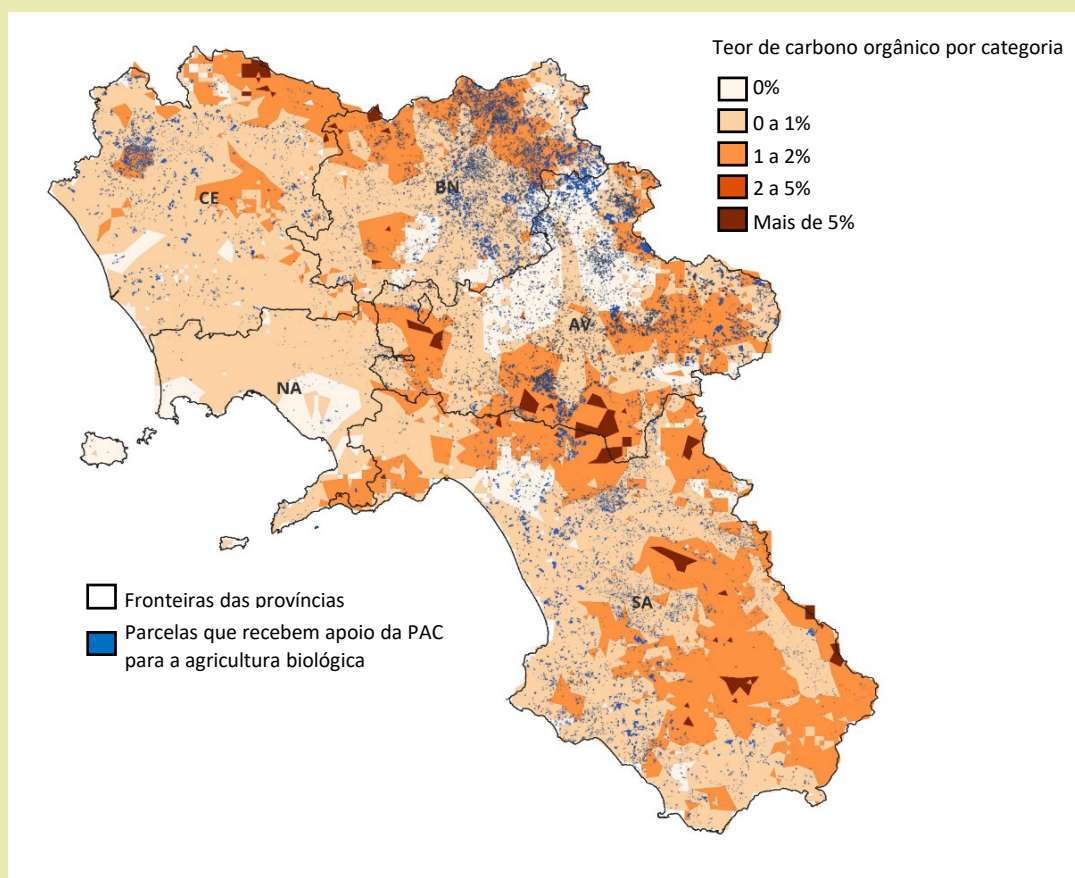 Teor de carbono orgânico por categoria
0%
0 a 1%
1 a 2%
2 a 5%
Mais de 5%
BN
CE
AV
NA
SA
Fronteiras das províncias
Parcelas que recebem apoio da PAC
para a agricultura biológica